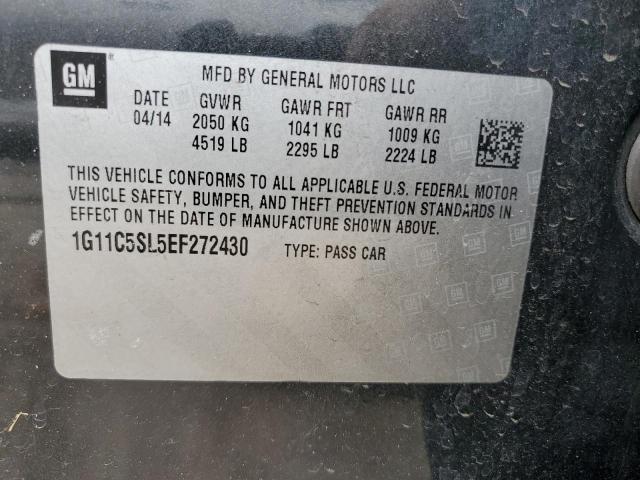 GM
MFD BY GENERAL MOTORS LLC
DATE GVWR GAWR FRT GAWR RR
04/14 2050 KG 1041 KG 1009 KG
4519 LB 2295 LB 2224 LB
THIS VEHICLE CONFORMS TO ALL APPLICABLE U.S. FEDERAL MOTOR
VEHICLE SAFETY, BUMPER, AND THEFT PREVENTION STANDARDS IN
EFFECT ON THE DATE OF MANUFACTURE SHOWN ABOVE.
1G11C5SL5EF272430 TYPE: PASS CAR